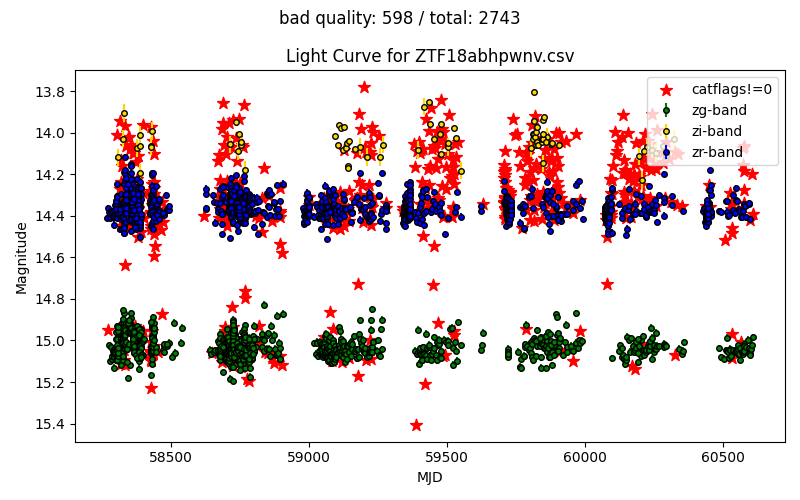 bad quality: 598 / total: 2743
Light Curve for ZTF18abhpwnv.csv
catflags!=0
zg-band
zi-band
zr-band
13.8
14.0
14.2
14.4
14.6
14.8
15.0
15.2
15.4
Magnitude
58500
59000
59500
60000
60500
MJD